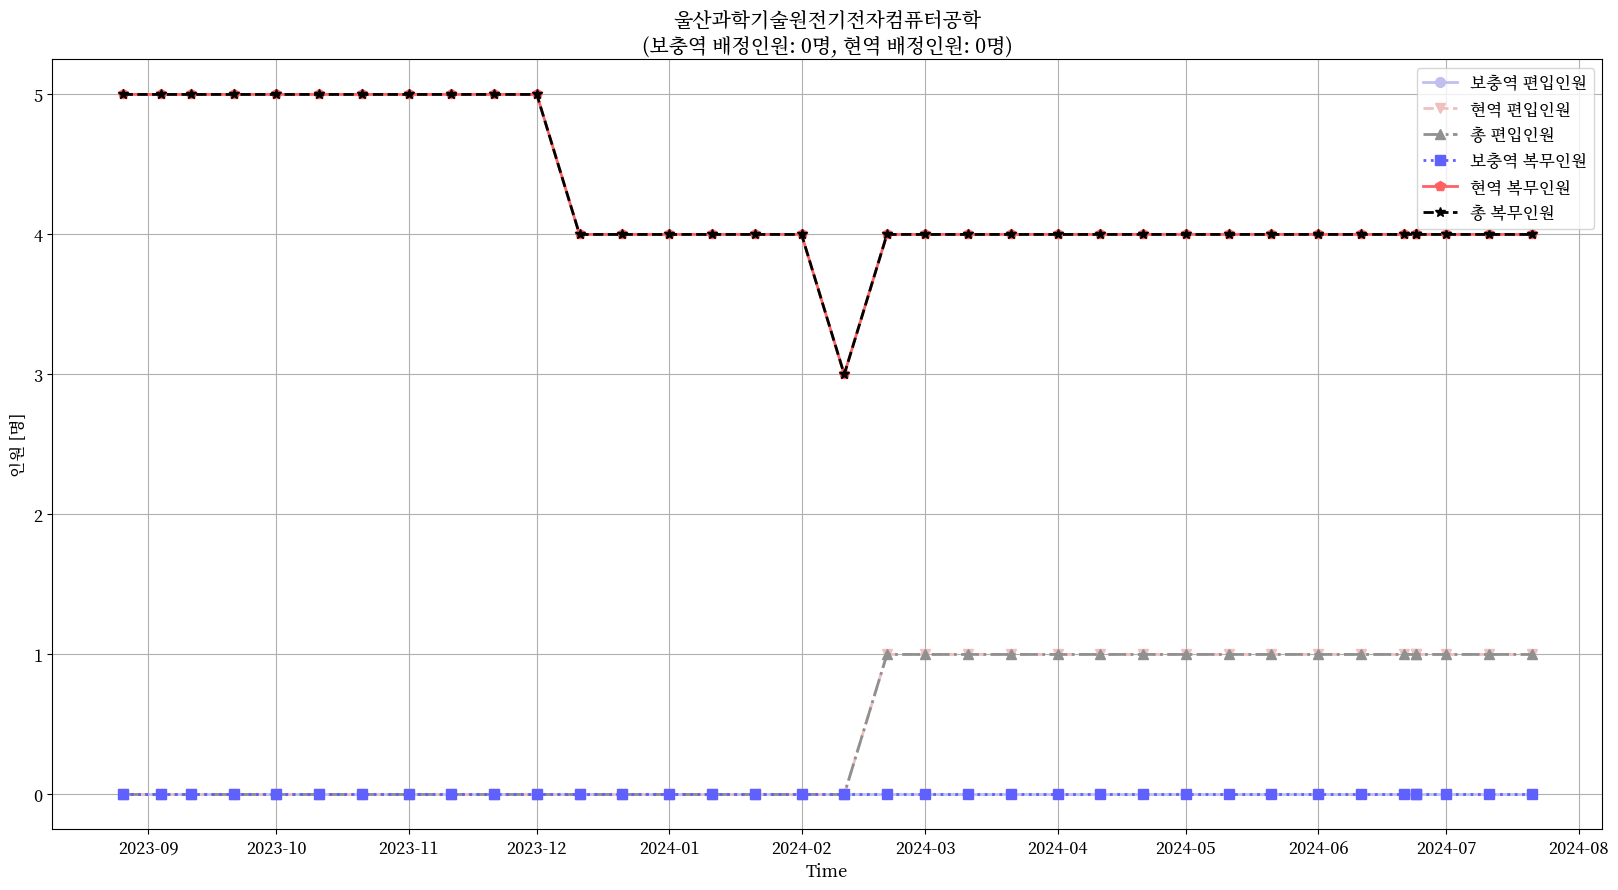 울산과학기술원전기전자컴퓨터공학
(보충역 배정인원: 0명, 현역 배정인원: 0명)
보충역 편입인원
현역 편입인원
총 편입인원
보충역 복무인원
현역 복무인원
총 복무인원
5
4
3
2
1
0
인원 [명]
2023-09
2023-10
2023-11
2023-12
2024-01
2024-02
2024-03
2024-04
2024-05
2024-06
2024-07
2024-08
Time